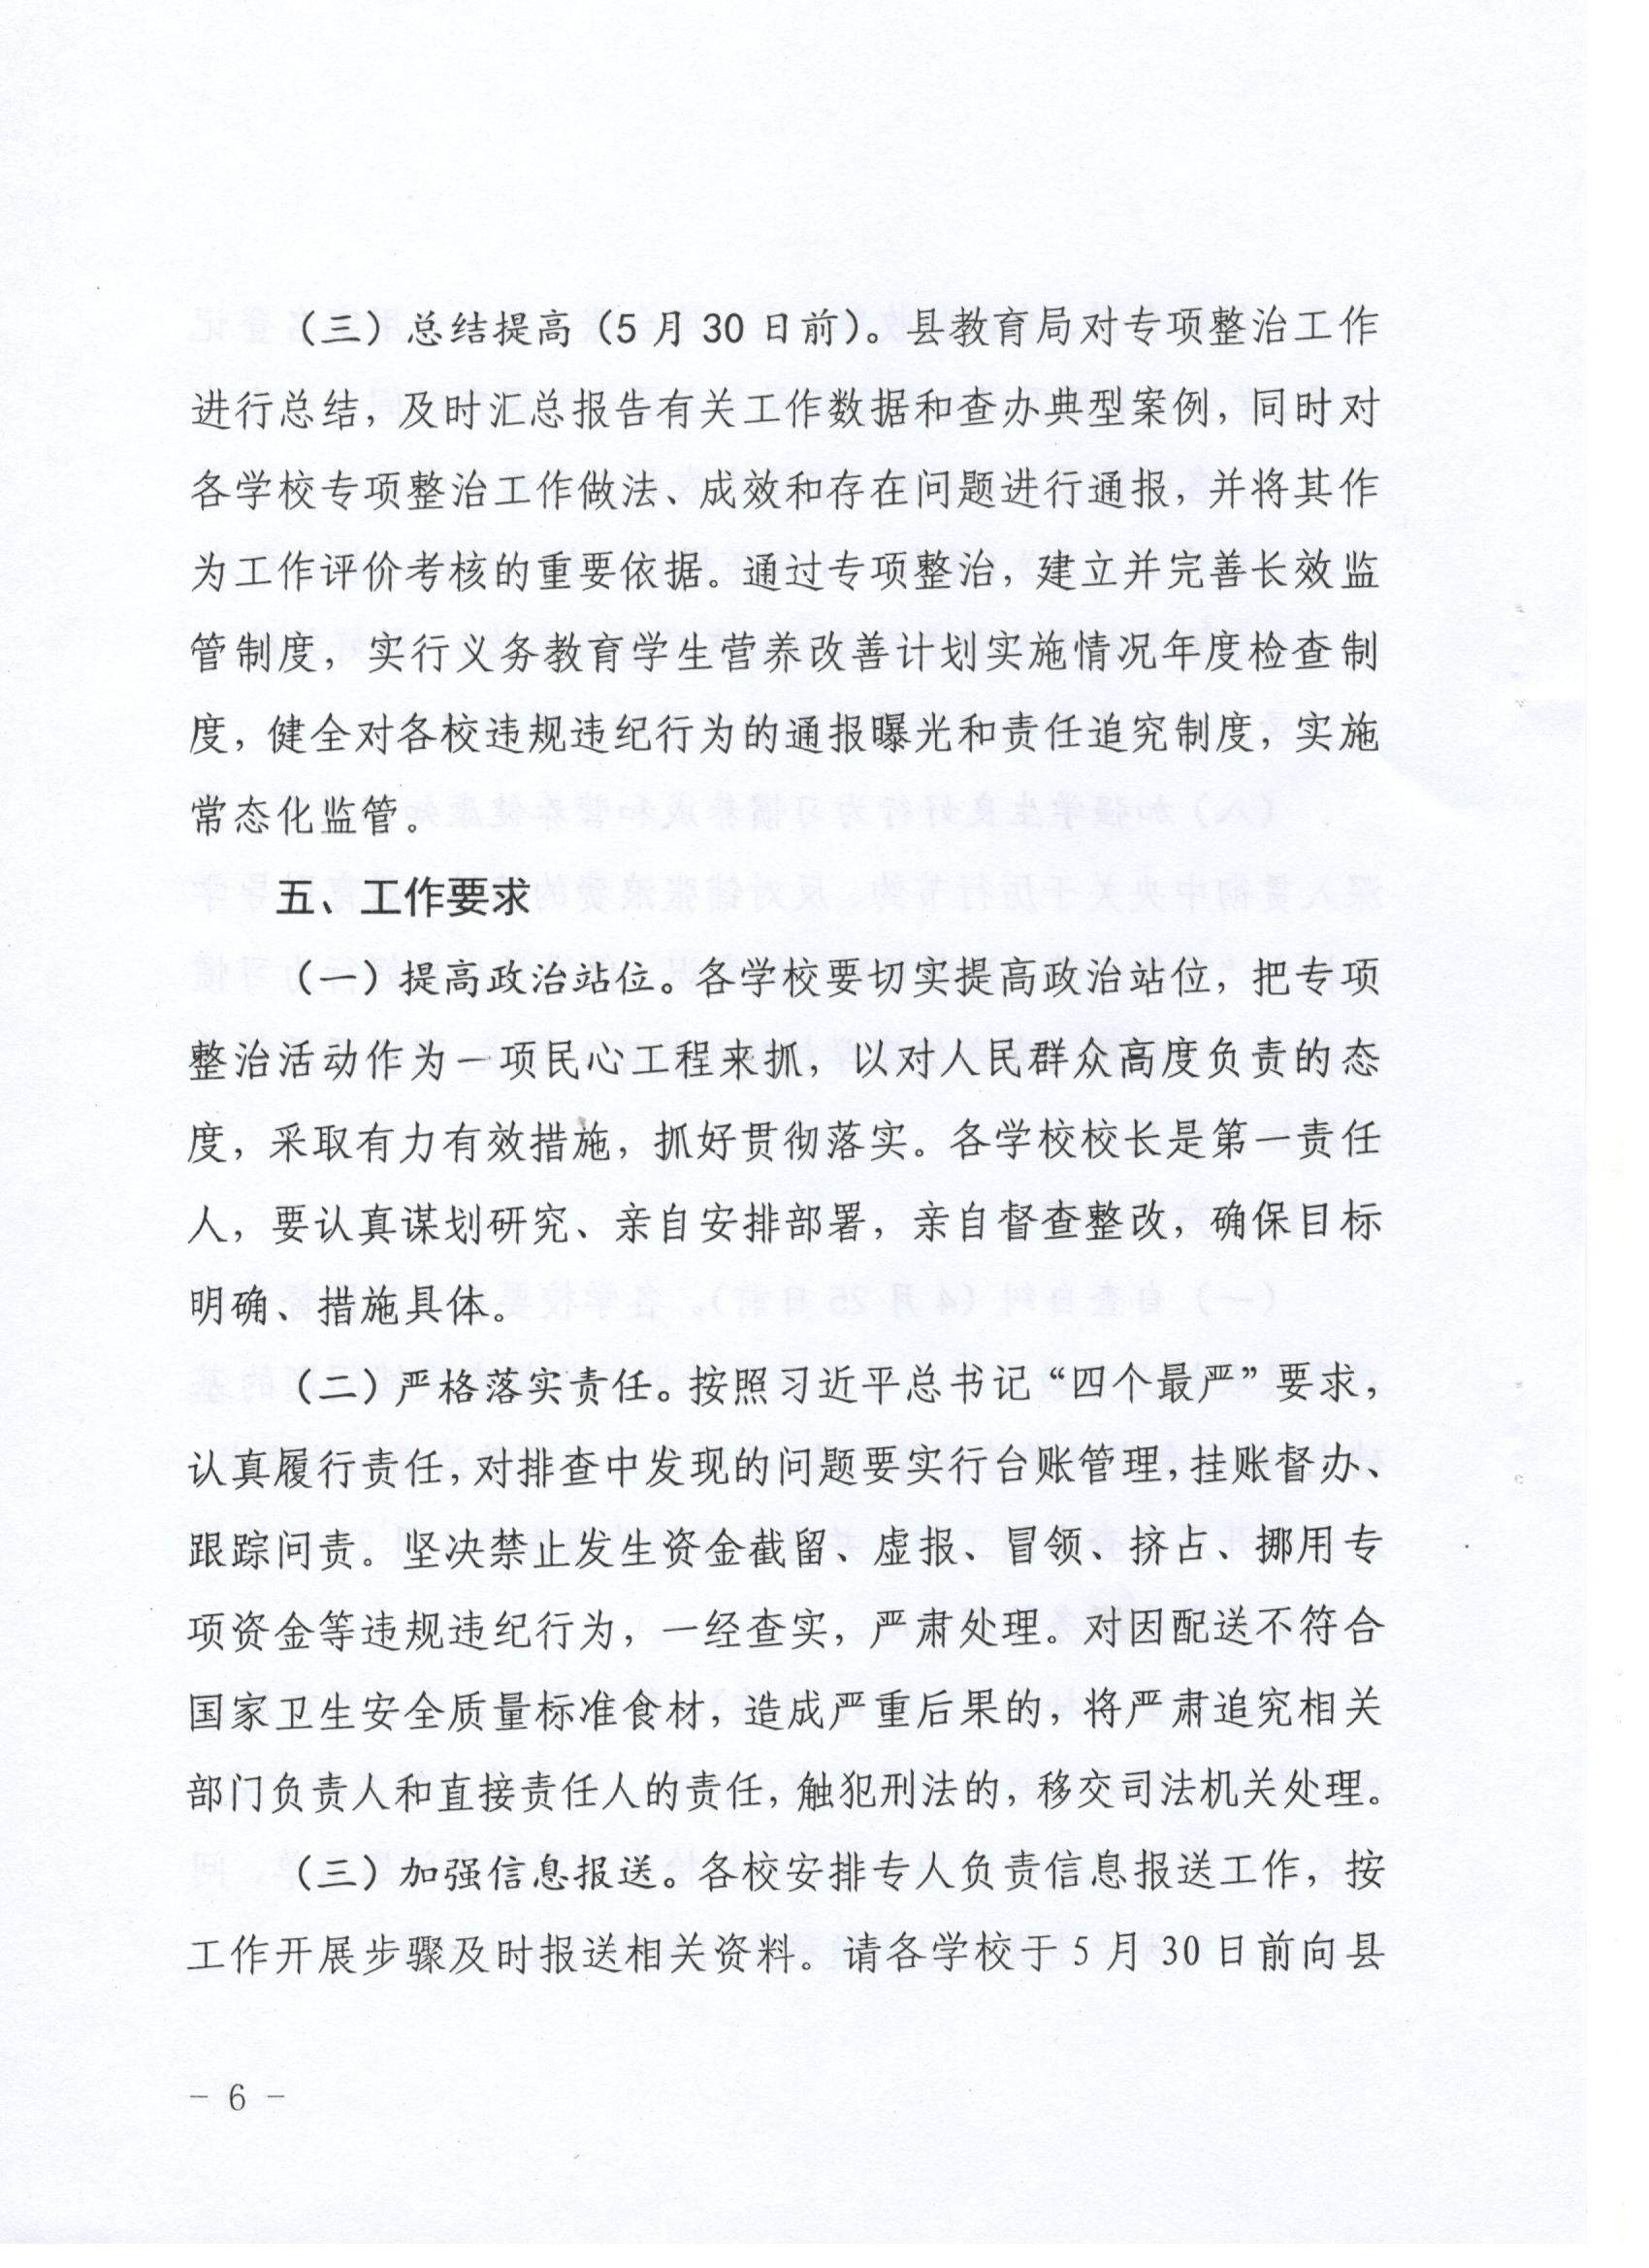 （三）总结提高（5 月 30 日前）。县教育局对专项整治工作
进行总结，及时汇总报告有关工作数据和查办典型案例，同时对
各学校专项整治工作做法、成效和存在问题进行通报，并将其作
为工作评价考核的重要依据。通过专项整治，建立并完善长效监
管制度，实行义务教育学生营养改善计划实施情况年度检查制
度，健全对各校违规违纪行为的通报曝光和责任追究制度，实施
常态化监管。
五、工作要求
（一）提高政治站位。各学校要切实提高政治站位，把专项
整治活动作为一项民心工程来抓，以对人民群众高度负责的态
度，采取有力有效措施，抓好贯彻落实。各学校校长是第一责任
人，要认真谋划研究、亲自安排部署，亲自督查整改，确保目标
明确、措施具体。
（二）严格落实责任。按照习近平总书记“四个最严”要求，
认真履行责任，对排查中发现的问题要实行台账管理，挂账督办、
跟踪问责。坚决禁止发生资金截留、虚报、冒领、挤占、挪用专
项资金等违规违纪行为，一经查实，严肃处理。对因配送不符合
国家卫生安全质量标准食材，造成严重后果的，将严肃追究相关
部门负责人和直接责任人的责任，触犯刑法的，移交司法机关处理。
（三）加强信息报送。各校安排专人负责信息报送工作，按
工作开展步骤及时报送相关资料。请各学校于 5 月 30 日前向县
- 6 -